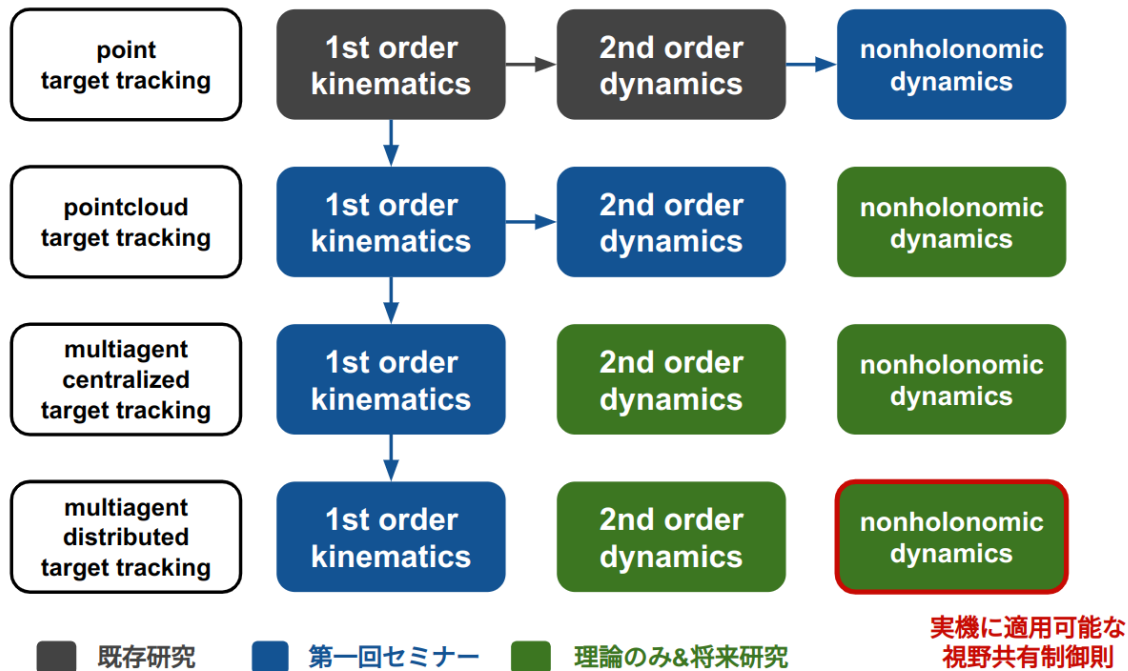 point
target tracking
1st order
kinematics
2nd order
dynamics
nonholonomic
dynamics
pointcloud
target tracking
1st order
kinematics
2nd order
dynamics
nonholonomic
dynamics
multiagent
centralized
target tracking
1st order
kinematics
2nd order
dynamics
nonholonomic
dynamics
multiagent
distributed
target tracking
1st order
kinematics
2nd order
dynamics
nonholonomic
dynamics
既存研究
第一回セミナー
理論のみ&将来研究
実機に適用可能な
視野共有制御則